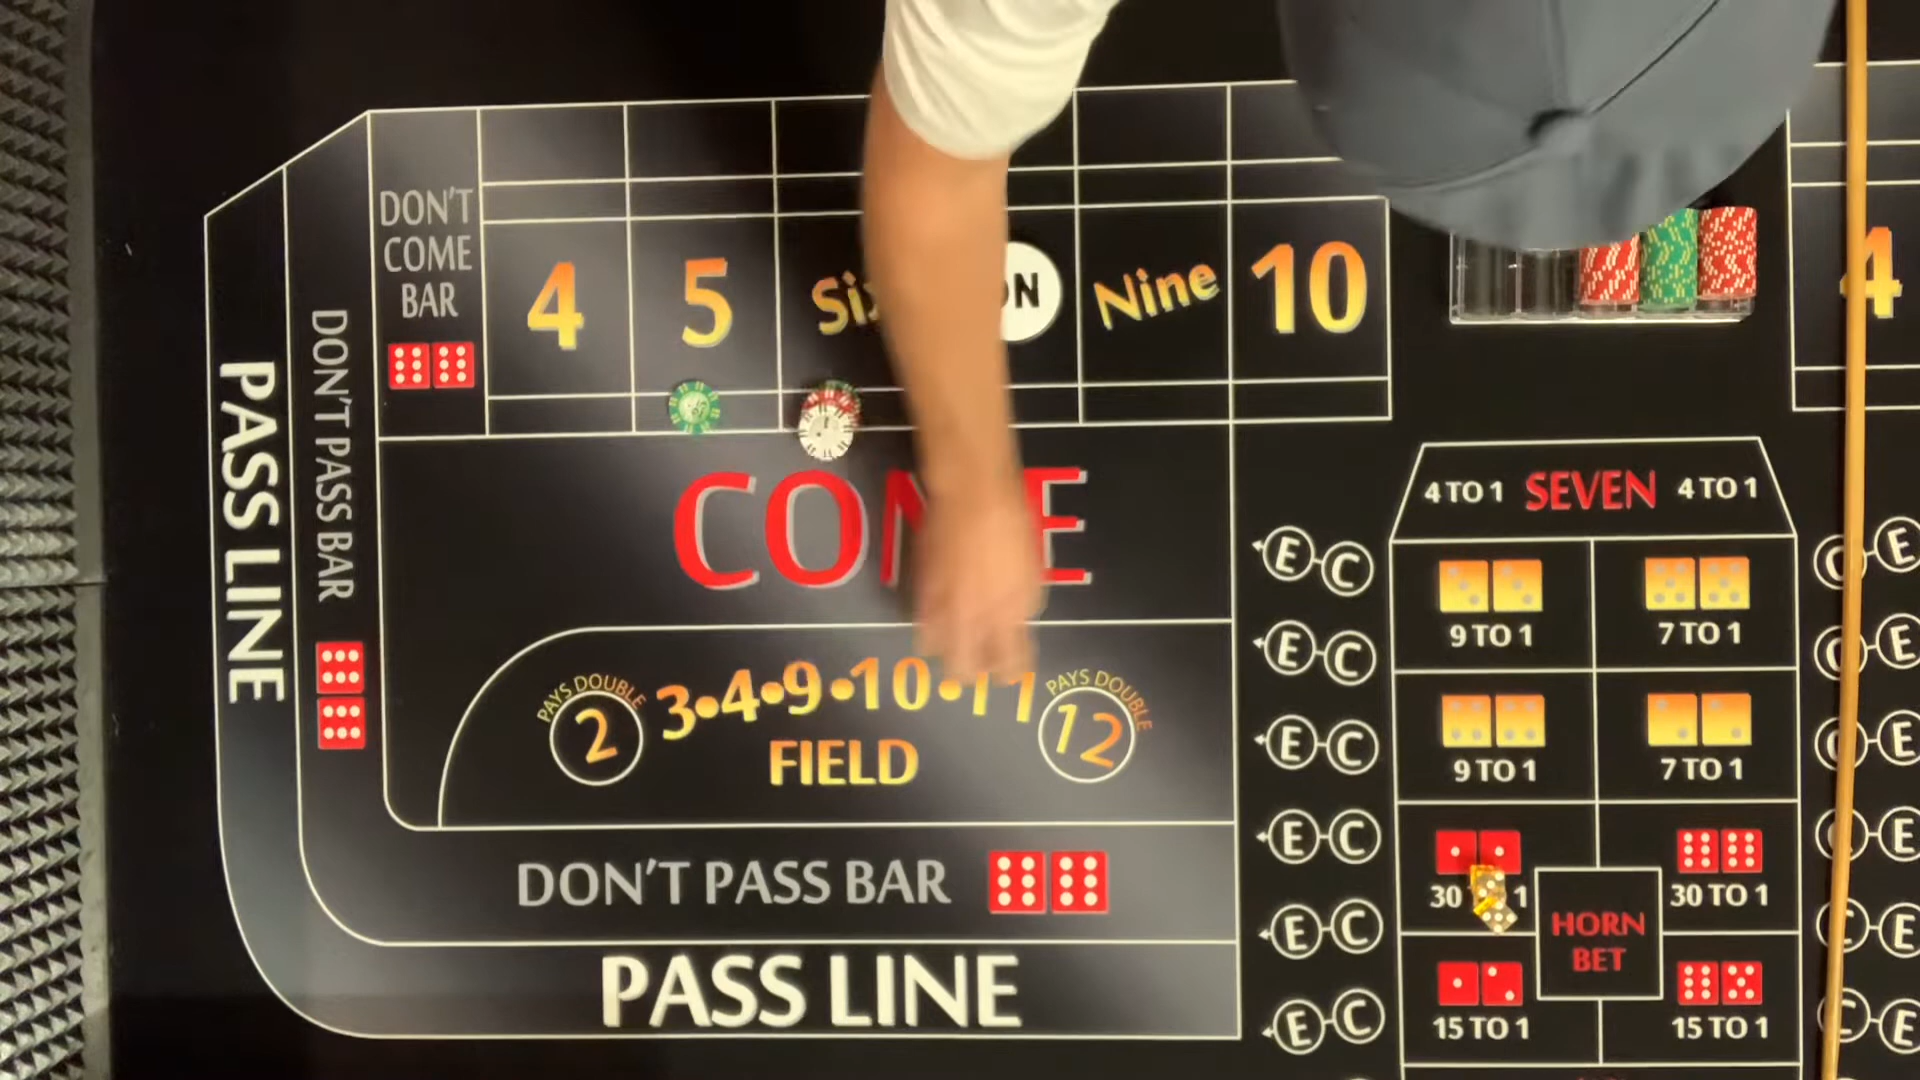 DON'T
COME
BAR
4
5
Nine
10
4
PASS LINE
DON'T PASS BAR
COME
4 TO 1 SEVEN 4 TO 1
9 TO 1
7 TO 1
9 TO 1
7 TO 1
PAYS DOUBLE
2
3•4•9•10•11
PAYS DOUBLE
12
FIELD
DON'T PASS BAR
30 1
30 TO 1
HORN
BET
PASS LINE
15 TO 1
15 TO 1
E C
E C
E C
E C
E C
E C
C E
C E
C E
C E
C E
C E